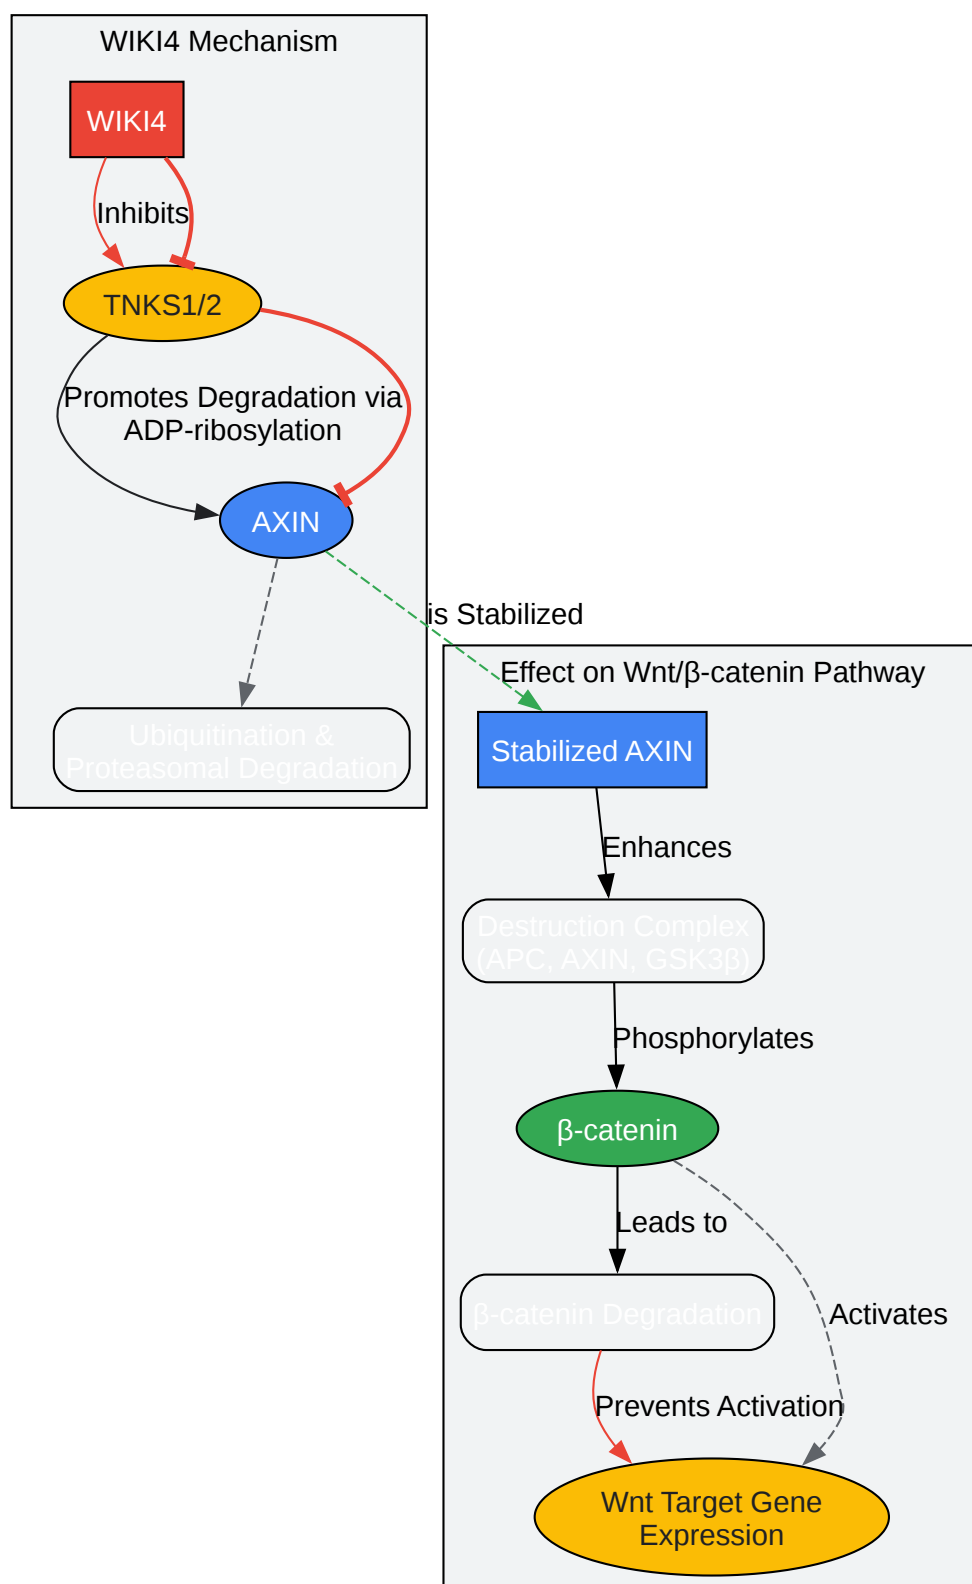 WIKI4 Mechanism
WIKI4
Inhibits
TNKS1/2
Promotes Degradation via
ADP-ribosylation
AXIN
is Stabilized
Ubiquitination &
Proteasomal Degradation
Effect on Wnt/β-catenin Pathway
Stabilized AXIN
Enhances
Destruction Complex
(APC, AXIN, GSK3β)
Phosphorylates
β-catenin
Leads to
β-catenin Degradation
Activates
Prevents Activation
Wnt Target Gene
Expression